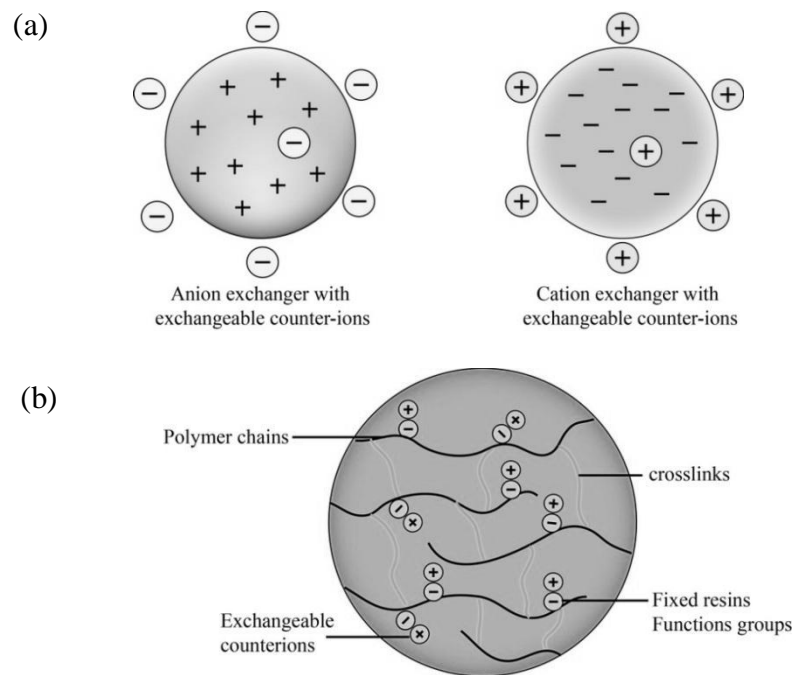 (a)
Anion exchanger with
exchangeable counter-ions
Cation exchanger with
exchangeable counter-ions
(b)
Polymer chains
crosslinks
Exchangeable
counterions
Fixed resins
Functions groups